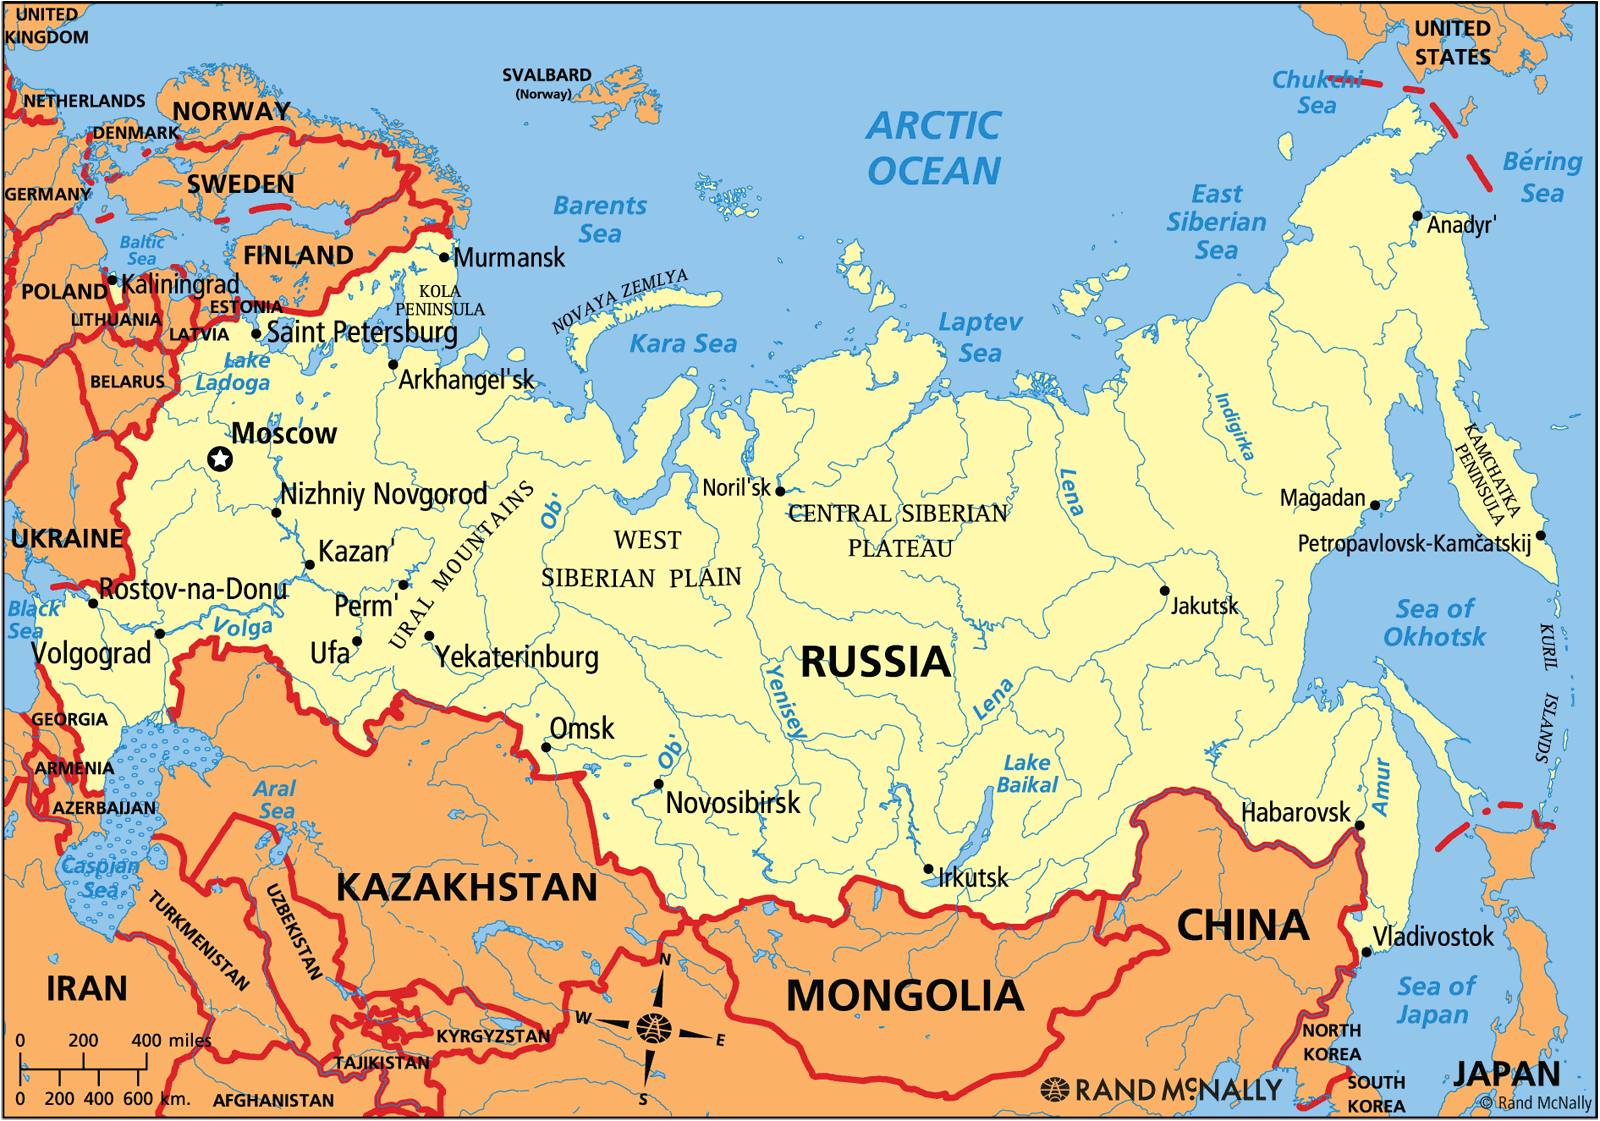 UNITED
KINGDOM
NETHERLANDS
NORWAY
DENMARK
SVALBARD
(Norway)
ARCTIC
OCEAN
UNITED
STATES
Chukchi
Sea
Béring
Sea
GERMANY
SWEDEN
Barents
Sea
East
Siberian
Sea
Anadyr'
Baltic
Sea
FINLAND
Murmansk
POLAND
Kaliningrad
KOLA
PENINSULA
NOVAYA ZEMLYA
LITHUANIA
ESTONIA
LATVIA
Saint Petersburg
Kara Sea
Laptev
Sea
Lake
Ladoga
BELARUS
Arkhangel'sk
Indigirka
Moscow
KAMCHATKA
PENINSULA
Nizhniy Novgorod
Ob'
Noril'sk
Lena
Magadan
CENTRAL SIBERIAN
PLATEAU
WEST
SIBERIAN PLAIN
UKRAINE
Kazan'
URAL MOUNTAINS
Petropavlovsk-Kamčatskij
Rostov-na-Donu
Perm'
Jakutsk
Black
Sea
Volga
Sea of
Okhotsk
Volgograd
Ufa
Yekaterinburg
RUSSIA
KURIL ISLANDS
Yenisey
Lena
GEORGIA
Omsk
Ob'
Lake
Baikal
Amur
ARMENIA
Aral
Sea
AZERBAIJAN
Novosibirsk
Habarovsk
Caspian
Sea
KAZAKHSTAN
Irkutsk
TURKMENISTAN
UZBEKISTAN
CHINA
Vladivostok
IRAN
MONGOLIA
Sea of
Japan
N
W
E
S
0 200 400 miles
0 200 400 600 km.
KYRGYZSTAN
TAJIKISTAN
AFGHANISTAN
NORTH
KOREA
SOUTH
KOREA
JAPAN
RAND McNALLY
© Rand McNally